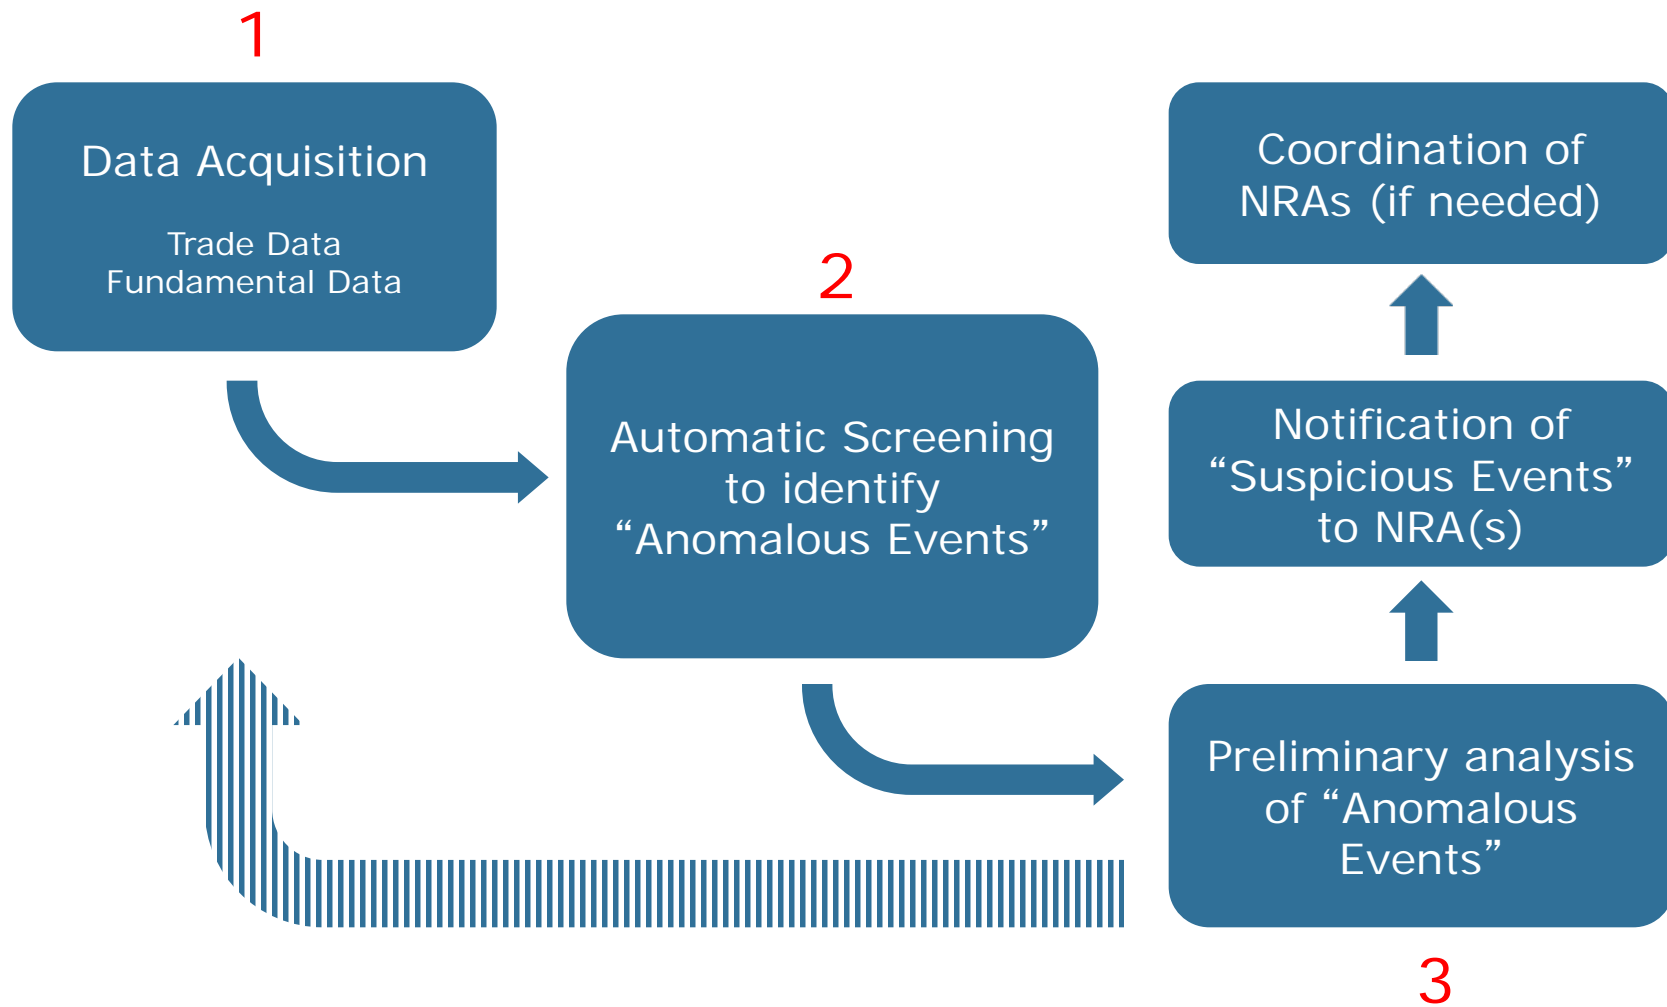 1
Data Acquisition
Trade Data
Fundamental Data
2
Automatic Screening
to identify
“Anomalous Events”
Coordination of
NRAs (if needed)
Notification of
“Suspicious Events”
to NRA(s)
Preliminary analysis
of “Anomalous
Events”
3